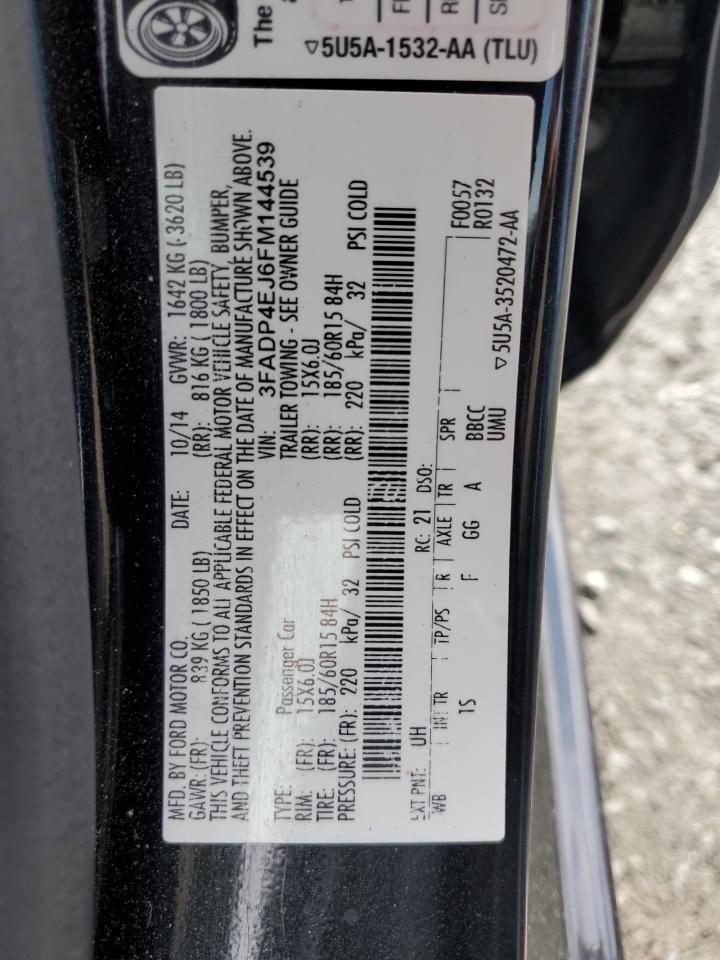 The
▽5U5A-1532-AA (TLU)
MFD. BY FORD MOTOR CO. DATE: 10/14 GVWR: 1642 KG ( 3620 LB)
GAWR: (FR): 839 KG ( 1850 LB) (RR): 816 KG ( 1800 LB)
THIS VEHICLE CONFORMS TO ALL APPLICABLE FEDERAL MOTOR VEHICLE SAFETY, BUMPER,
AND THEFT PREVENTION STANDARDS IN EFFECT ON THE DATE OF MANUFACTURE SHOWN ABOVE.
VIN: 3FADP4EJ6FM144539
TYPE: Passenger Car TRAILER TOWING - SEE OWNER GUIDE
RIM: (FR): 15X6.0J (RR): 15X6.0J
TIRE: (FR): 185/60R15 84H (RR): 185/60R15 84H
PRESSURE: (FR): 220 kPa/ 32 PSI COLD (RR): 220 kPa/ 32 PSI COLD
EXT PNT: UH RC: 21 DSO: F0057
WB INT TR TP/PS R AXLE TR SPR R0132
1S F GG A BBCC
UMU
▽5U5A-3520472-AA